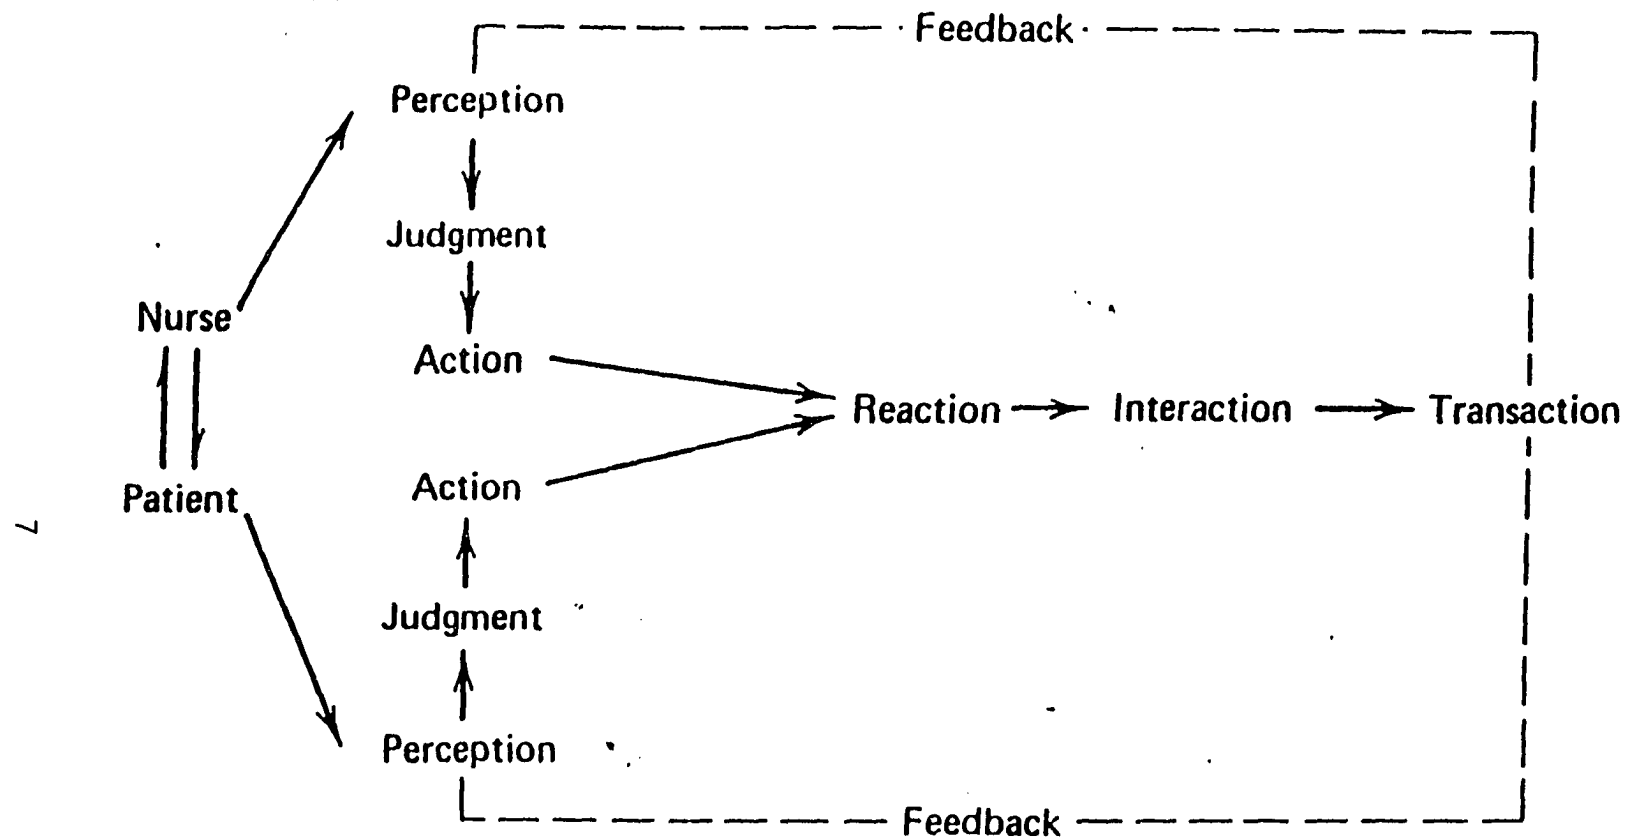 Feedback
Perception
Judgment
Nurse
Action
Reaction
Interaction
Transaction
Action
Patient
Judgment
Perception
Feedback
7